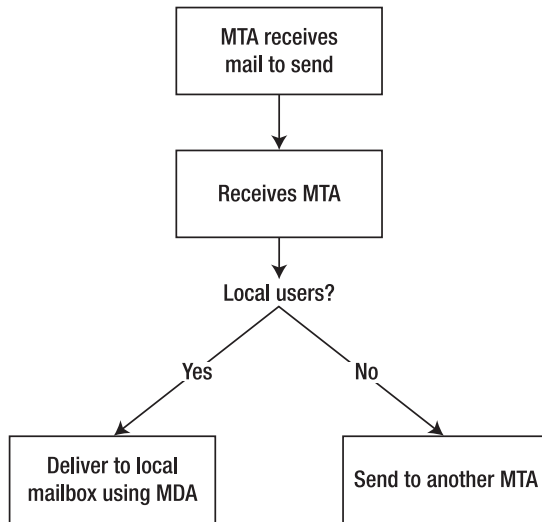 MTA receives
mail to send
Receives MTA
Local users?
Yes
No
Deliver to local
mailbox using MDA
Send to another MTA